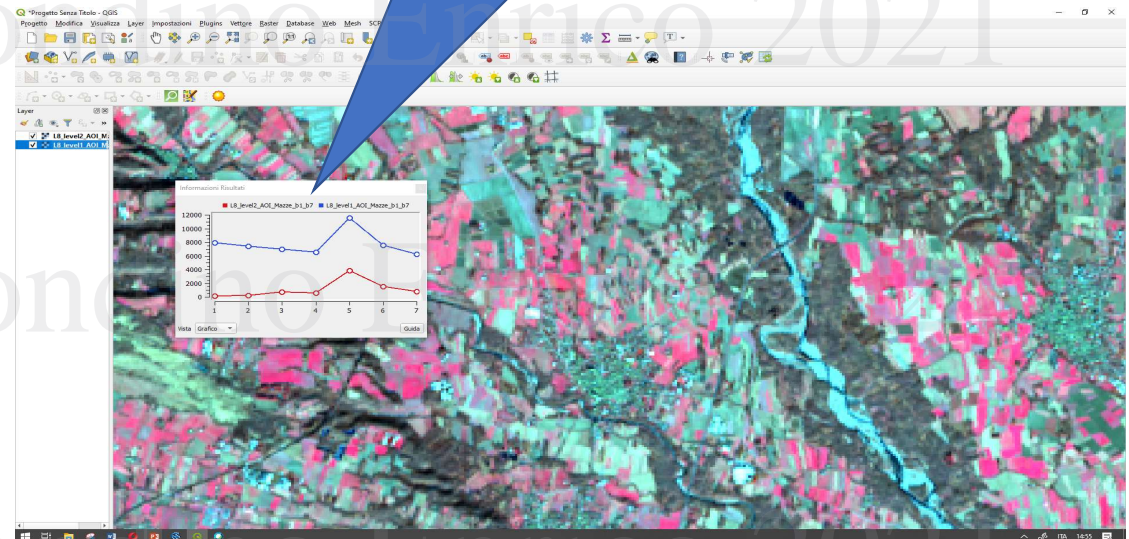 *Progetto Senza Titolo - QGIS
Progetto Modifica Visualizza Layer Impostazioni Plugins Vettore Raster Database Web Mesh SCP
Layer
L8_level2_AOI_M
L8_level1_AOI_M
Informazioni Risultati
L8_level2_AOI_Mazze_b1_b7 L8_level1_AOI_Mazze_b1_b7
12000
10000
8000
6000
4000
2000
0
1 2 3 4 5 6 7
Vista Grafico Guida
ITA 14:55
ondino Enrico 2021